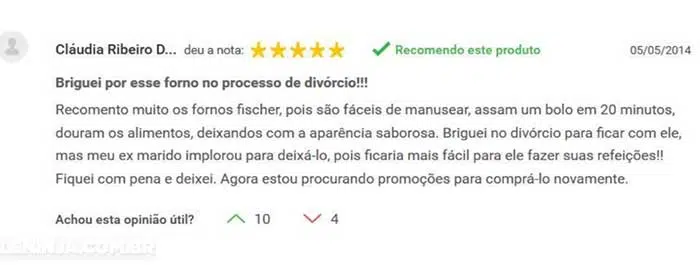 Cláudia Ribeiro D... deu a nota: Recomendo este produto 05/05/2014
Briguei por esse forno no processo de divórcio!!!
Recomento muito os fornos fischer, pois são fáceis de manusear, assam um bolo em 20 minutos,
douram os alimentos, deixandos com a aparência saborosa. Briguei no divórcio para ficar com ele,
mas meu ex marido implorou para deixá-lo, pois ficaria mais fácil para ele fazer suas refeições!!
Fiquei com pena e deixei. Agora estou procurando promoções para comprá-lo novamente.
Achou esta opinião útil? 10 4